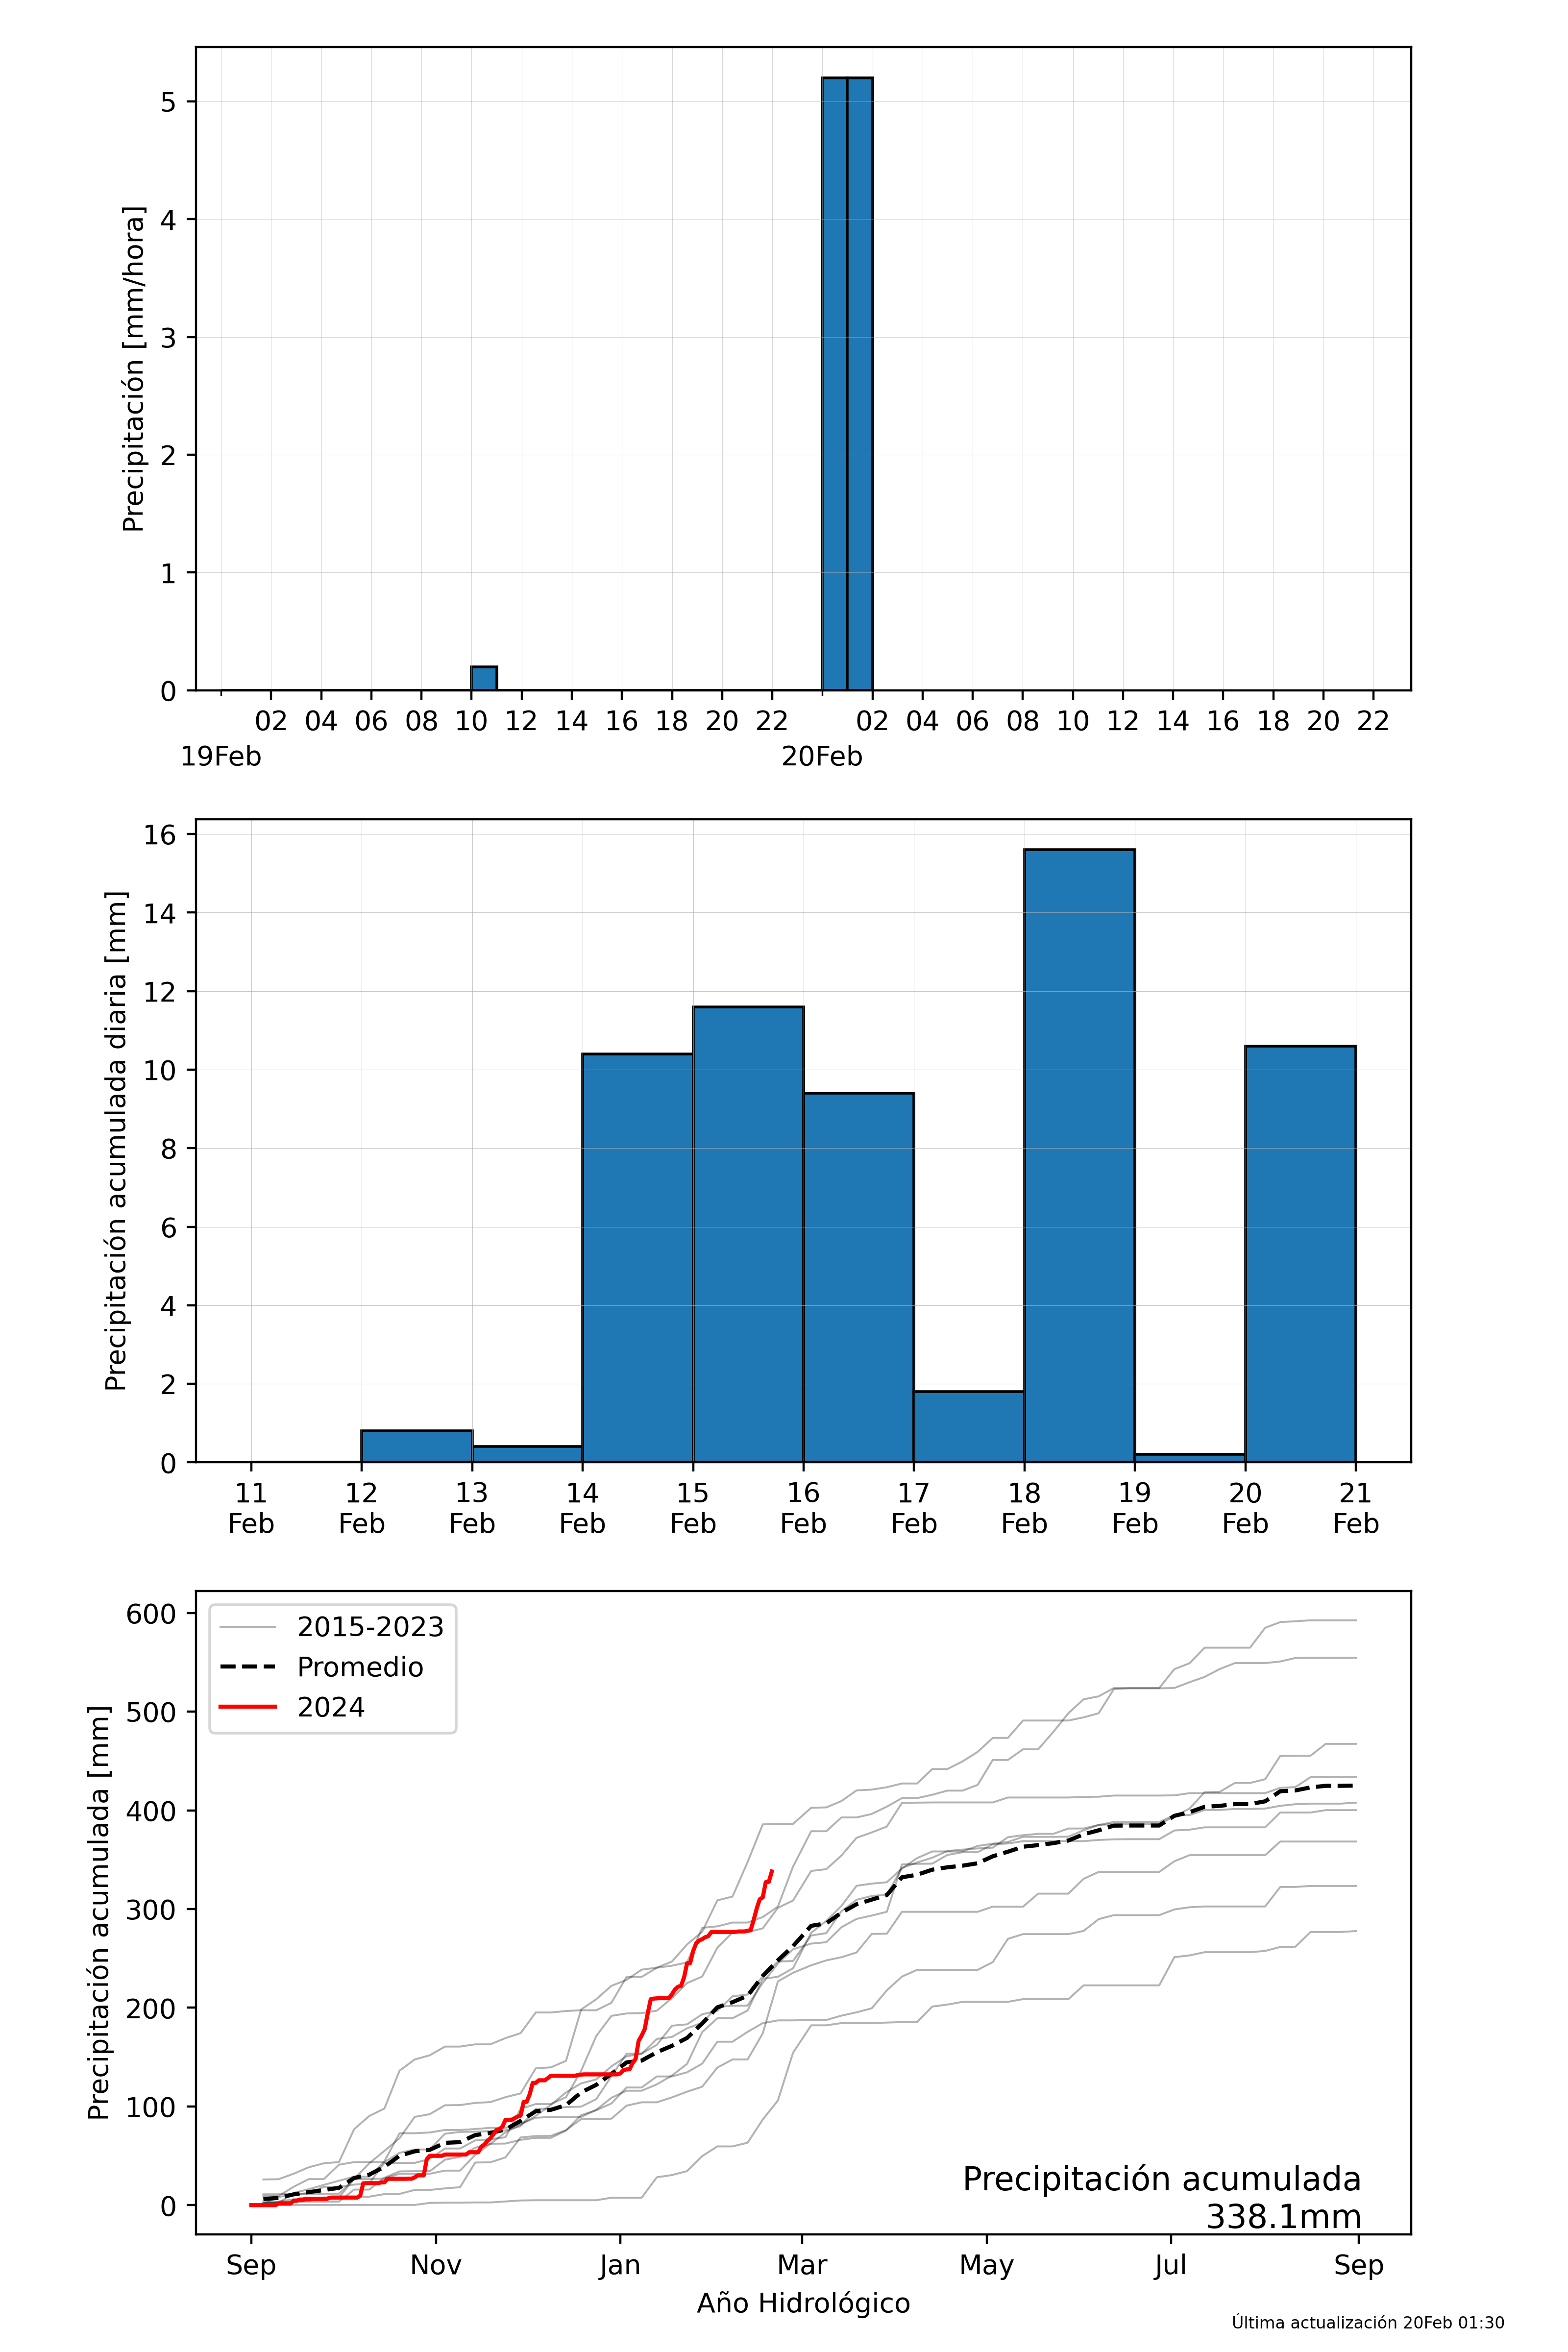 Precipitación [mm/hora]
5
4
3
2
1
0
02 04 06 08 10 12 14 16 18 20 22 02 04 06 08 10 12 14 16 18 20 22
19Feb 20Feb
Precipitación acumulada diaria [mm]
16
14
12
10
8
6
4
2
0
11 12 13 14 15 16 17 18 19 20 21
Feb Feb Feb Feb Feb Feb Feb Feb Feb Feb Feb
Precipitación acumulada [mm]
600
500
400
300
200
100
0
2015-2023
Promedio
2024
Precipitación acumulada
338.1mm
Sep Nov Jan Mar May Jul Sep
Año Hidrológico
Última actualización 20Feb 01:30